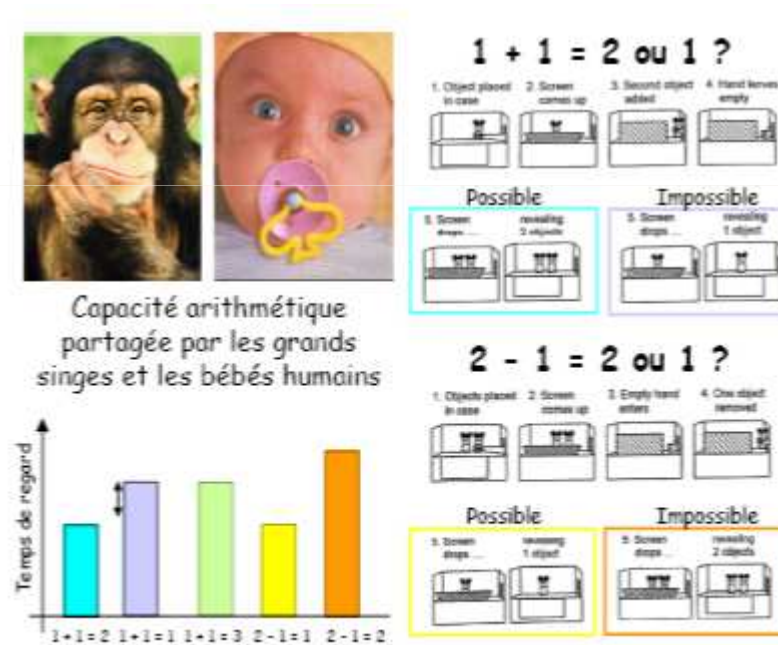 1 + 1 = 2 ou 1 ?
1. Object placed in case
2. Screen comes up
3. Second object added
4. Hand leaves empty
Possible
5. Screen drops ...
revealing 2 objects
Impossible
5. Screen drops ...
revealing 1 object
Capacité arithmétique
partagée par les grands
singes et les bébés humains
2 - 1 = 2 ou 1 ?
1. Objects placed in case
2. Screen comes up
3. Empty hand enters
4. One object removed
Possible
5. Screen drops ...
revealing 1 object
Impossible
5. Screen drops ...
revealing 2 objects
Temps de regard
1 + 1 = 2 1 + 1 = 1 1 + 1 = 3 2 - 1 = 1 2 - 1 = 2